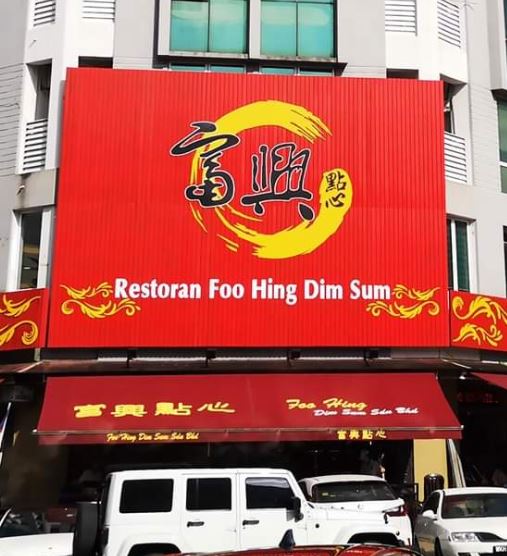 富興
點心
Restoran Foo Hing Dim Sum
富興點心 Foo Hing
Dim Sum Sdn Bhd
Foo Hing Dim Sum Sdn Bhd 富興點心